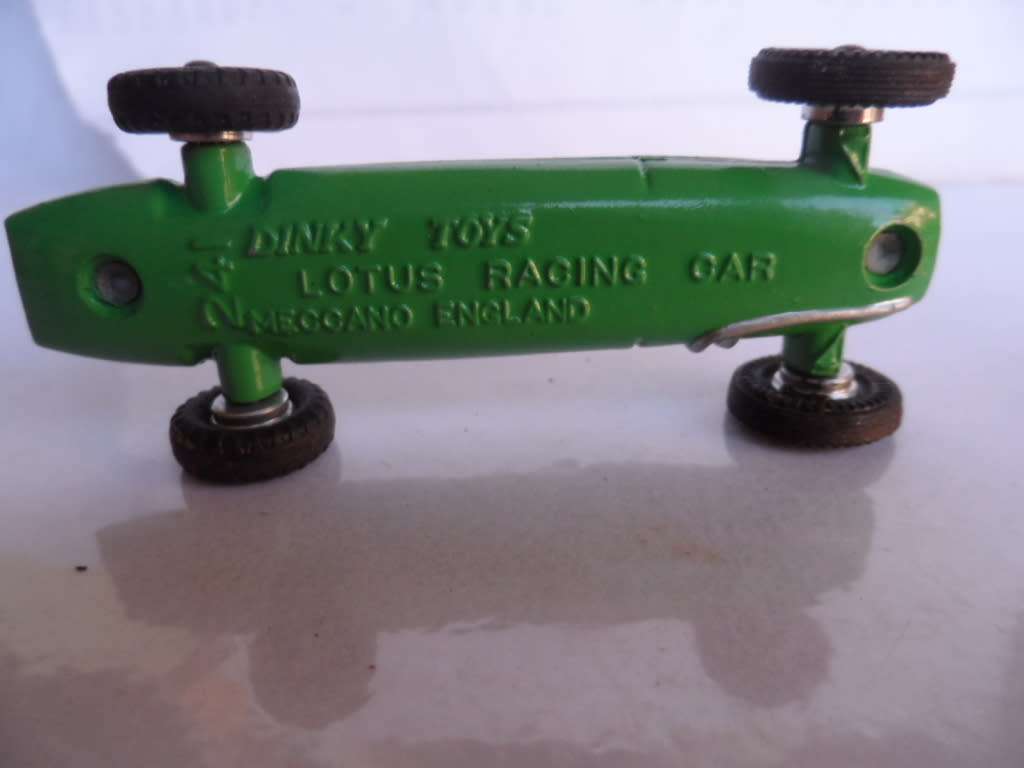 241
DINKY TOYS
LOTUS RACING CAR
MECCANO ENGLAND